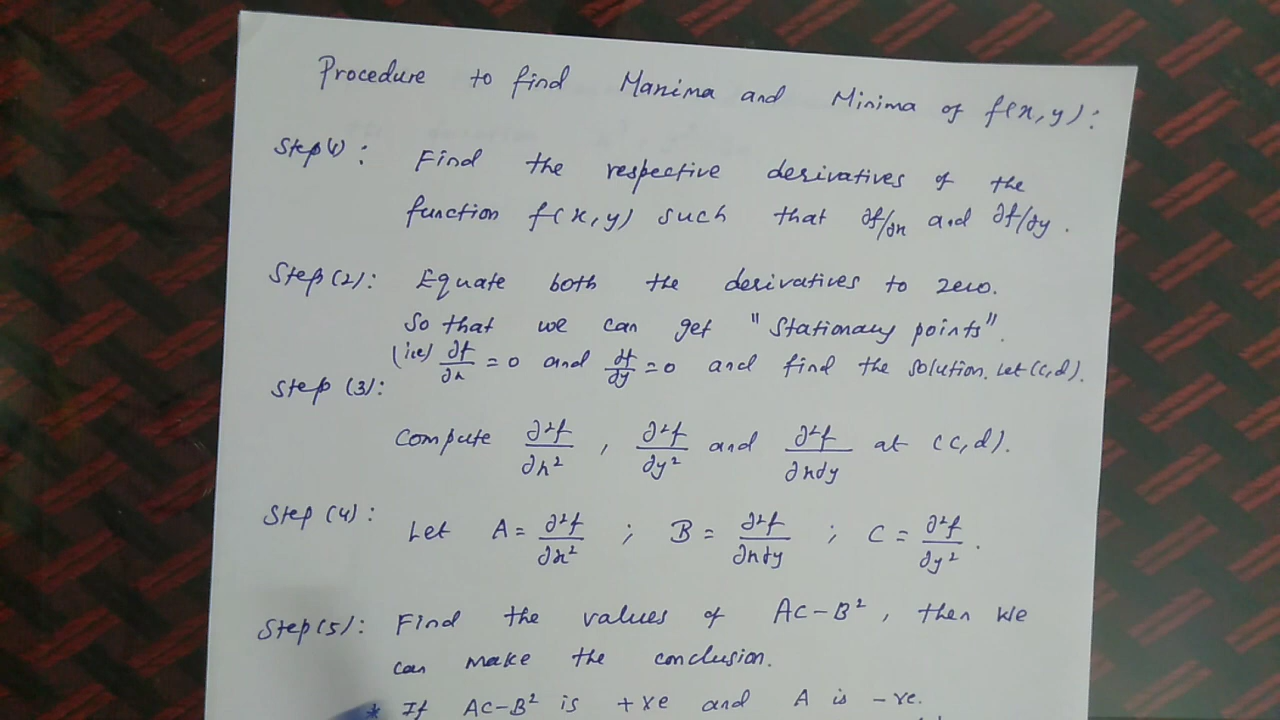 Procedure to find Maxima and Minima of f(x,y):
Step(1): Find the respective derivatives of the
function f(x,y) such that ∂f/∂x and ∂f/∂y.
Step(2): Equate both the derivatives to zero.
So that we can get "Stationary points".
(i.e) ∂f/∂x = 0 and ∂f/∂y = 0 and find the solution. Let (c,d).
Step (3):
Compute ∂²f/∂x², ∂²f/∂y² and ∂²f/∂x∂y at (c,d).
Step (4): Let A = ∂²f/∂x² ; B = ∂²f/∂x∂y ; C = ∂²f/∂y².
Step(5): Find the values of AC-B², then we
can make the conclusion.
* If AC-B² is +ve and A is -ve.